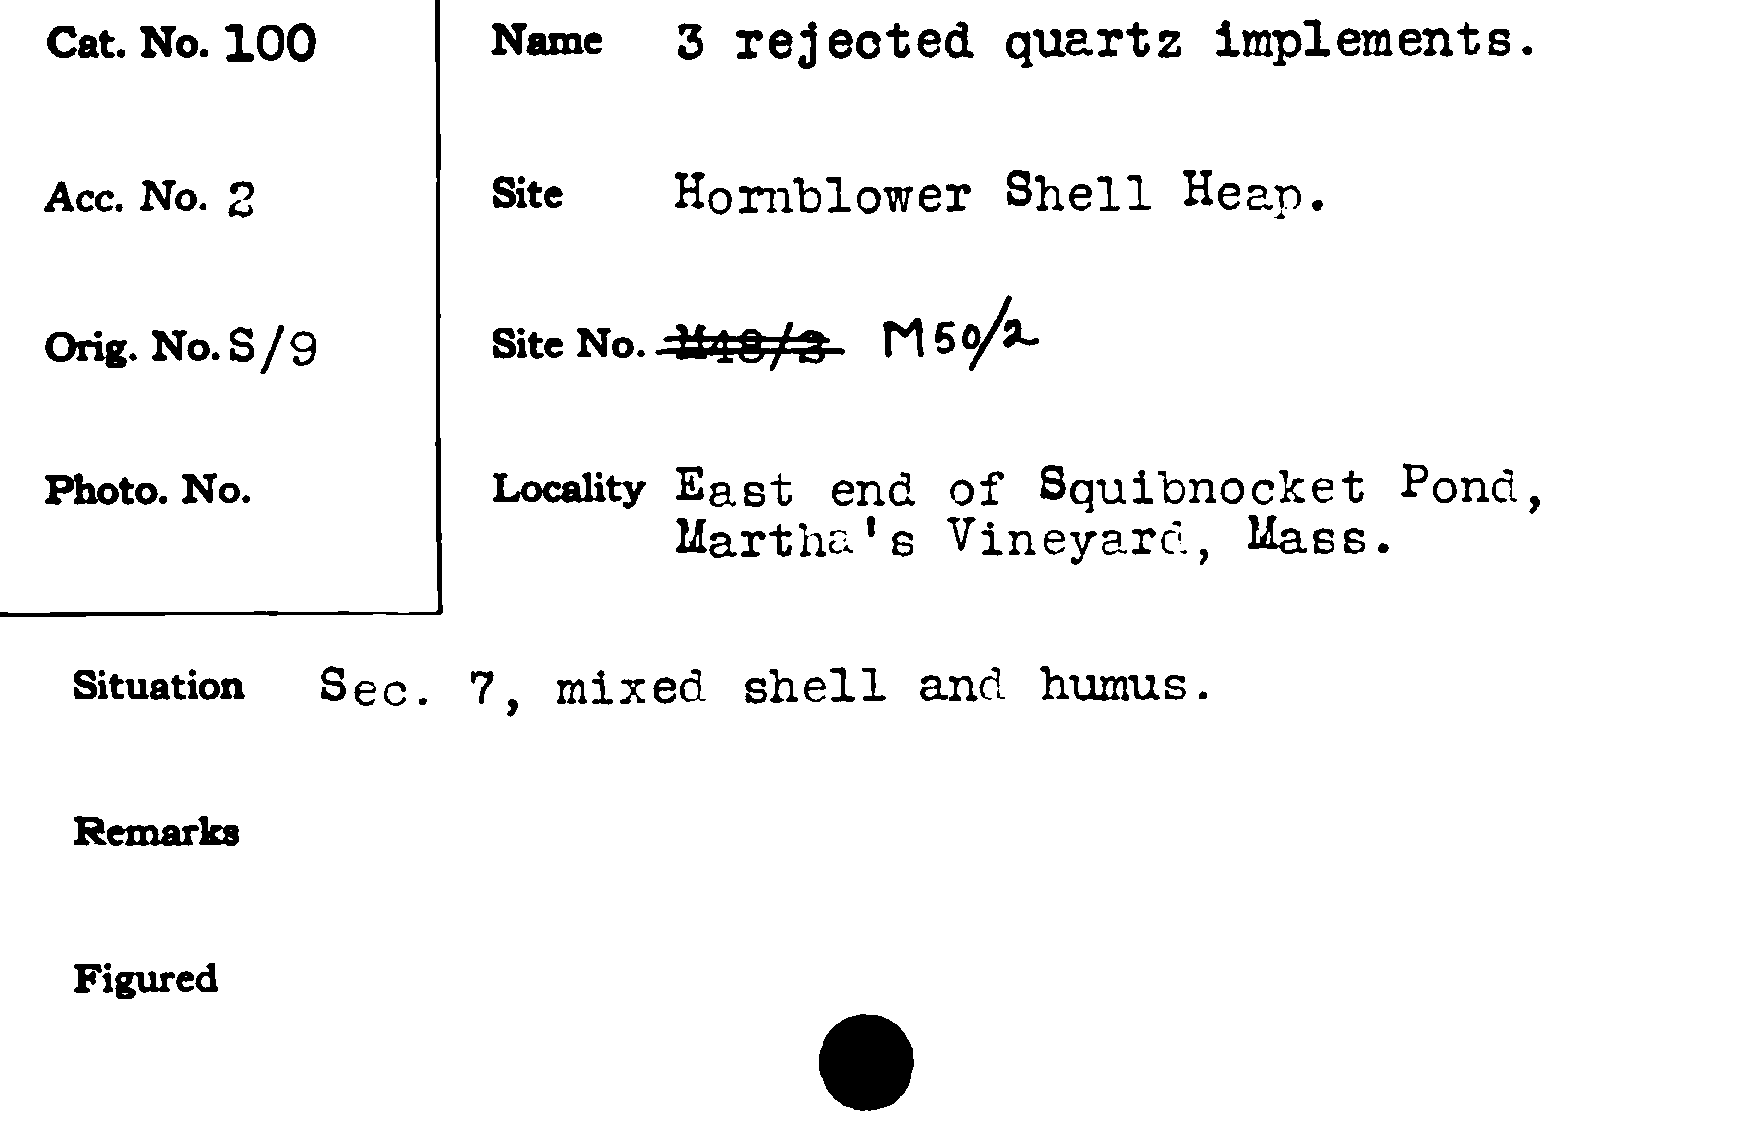 Cat. No. 100
Name 3 rejected quartz implements.
Acc. No. 2
Site Hornblower Shell Heap.
Orig. No. S/9
Site No. M48/3 M50/2
Photo. No.
Locality East end of Squibnocket Pond,
Martha's Vineyard, Mass.
Situation Sec. 7, mixed shell and humus.
Remarks
Figured